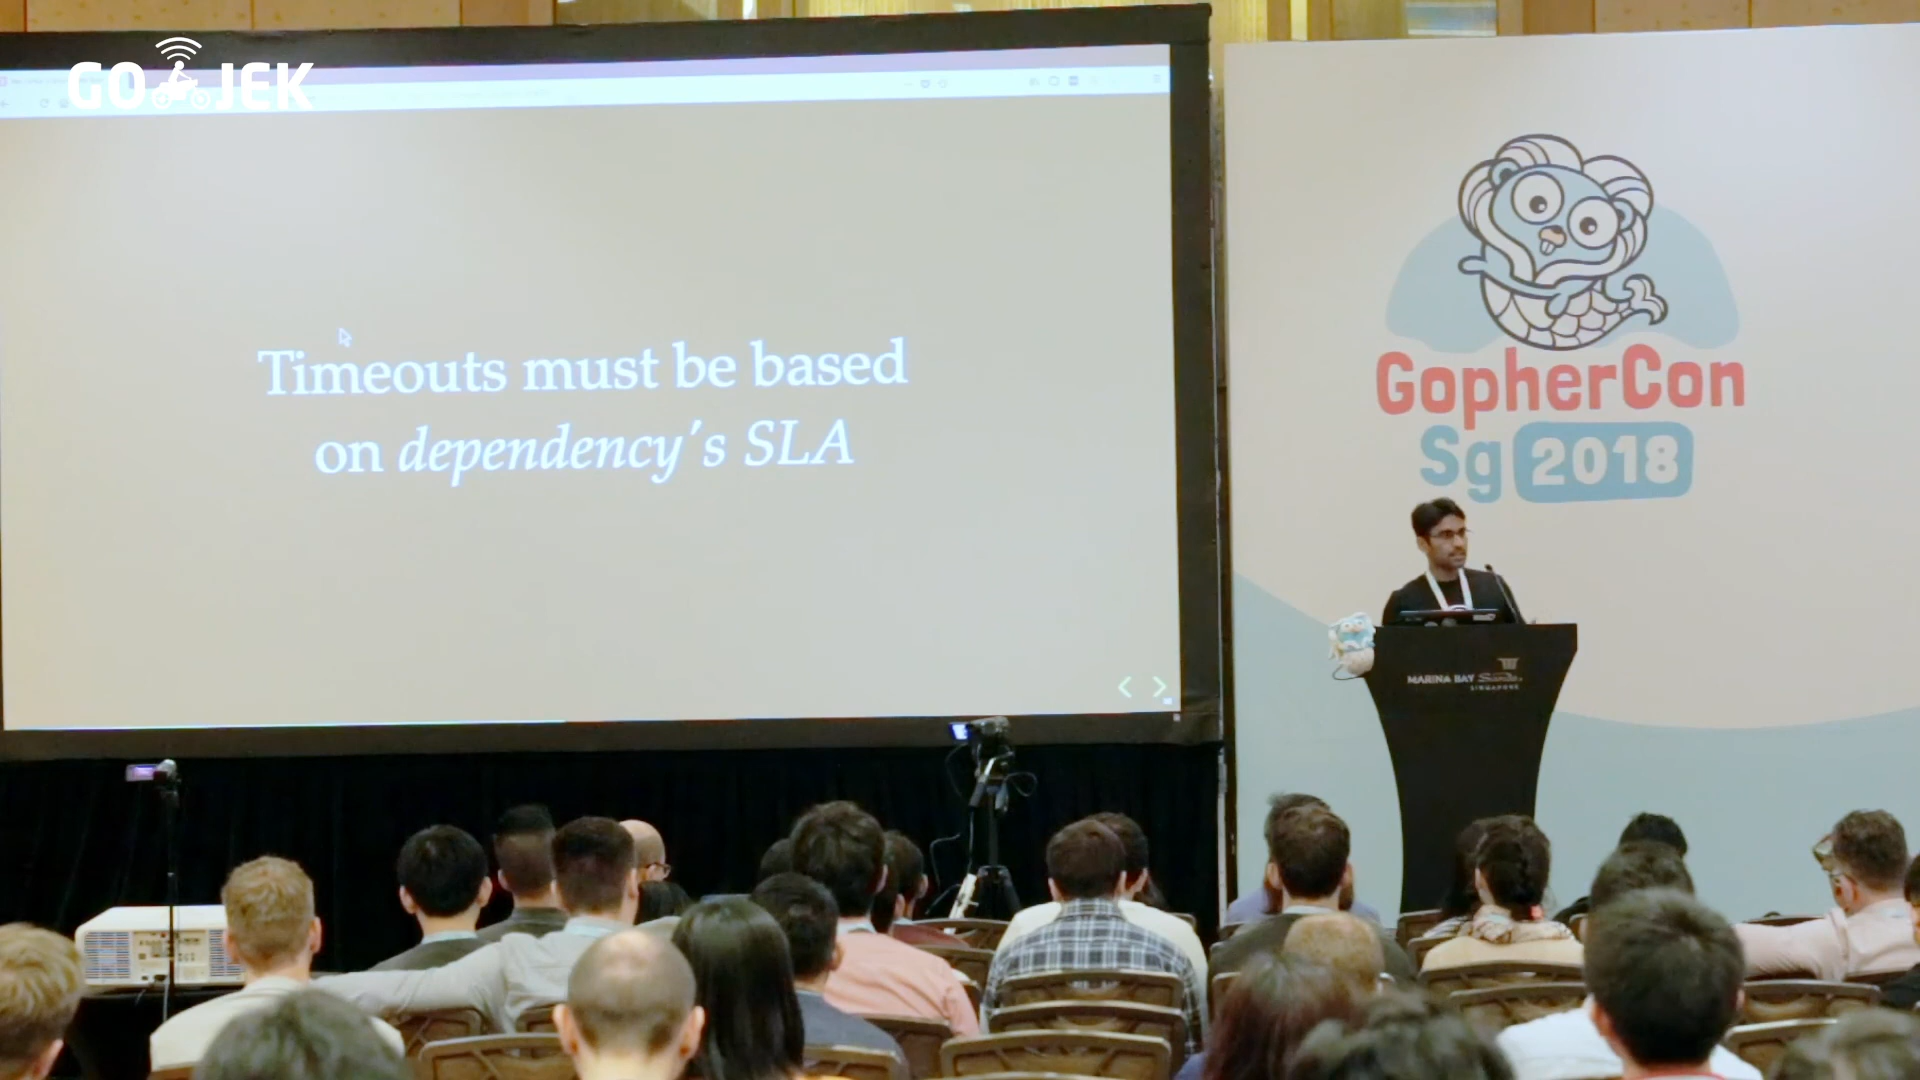 GO JEK
Timeouts must be based
on dependency's SLA
GopherCon
Sg 2018
MARINA BAY Sands
SINGAPORE